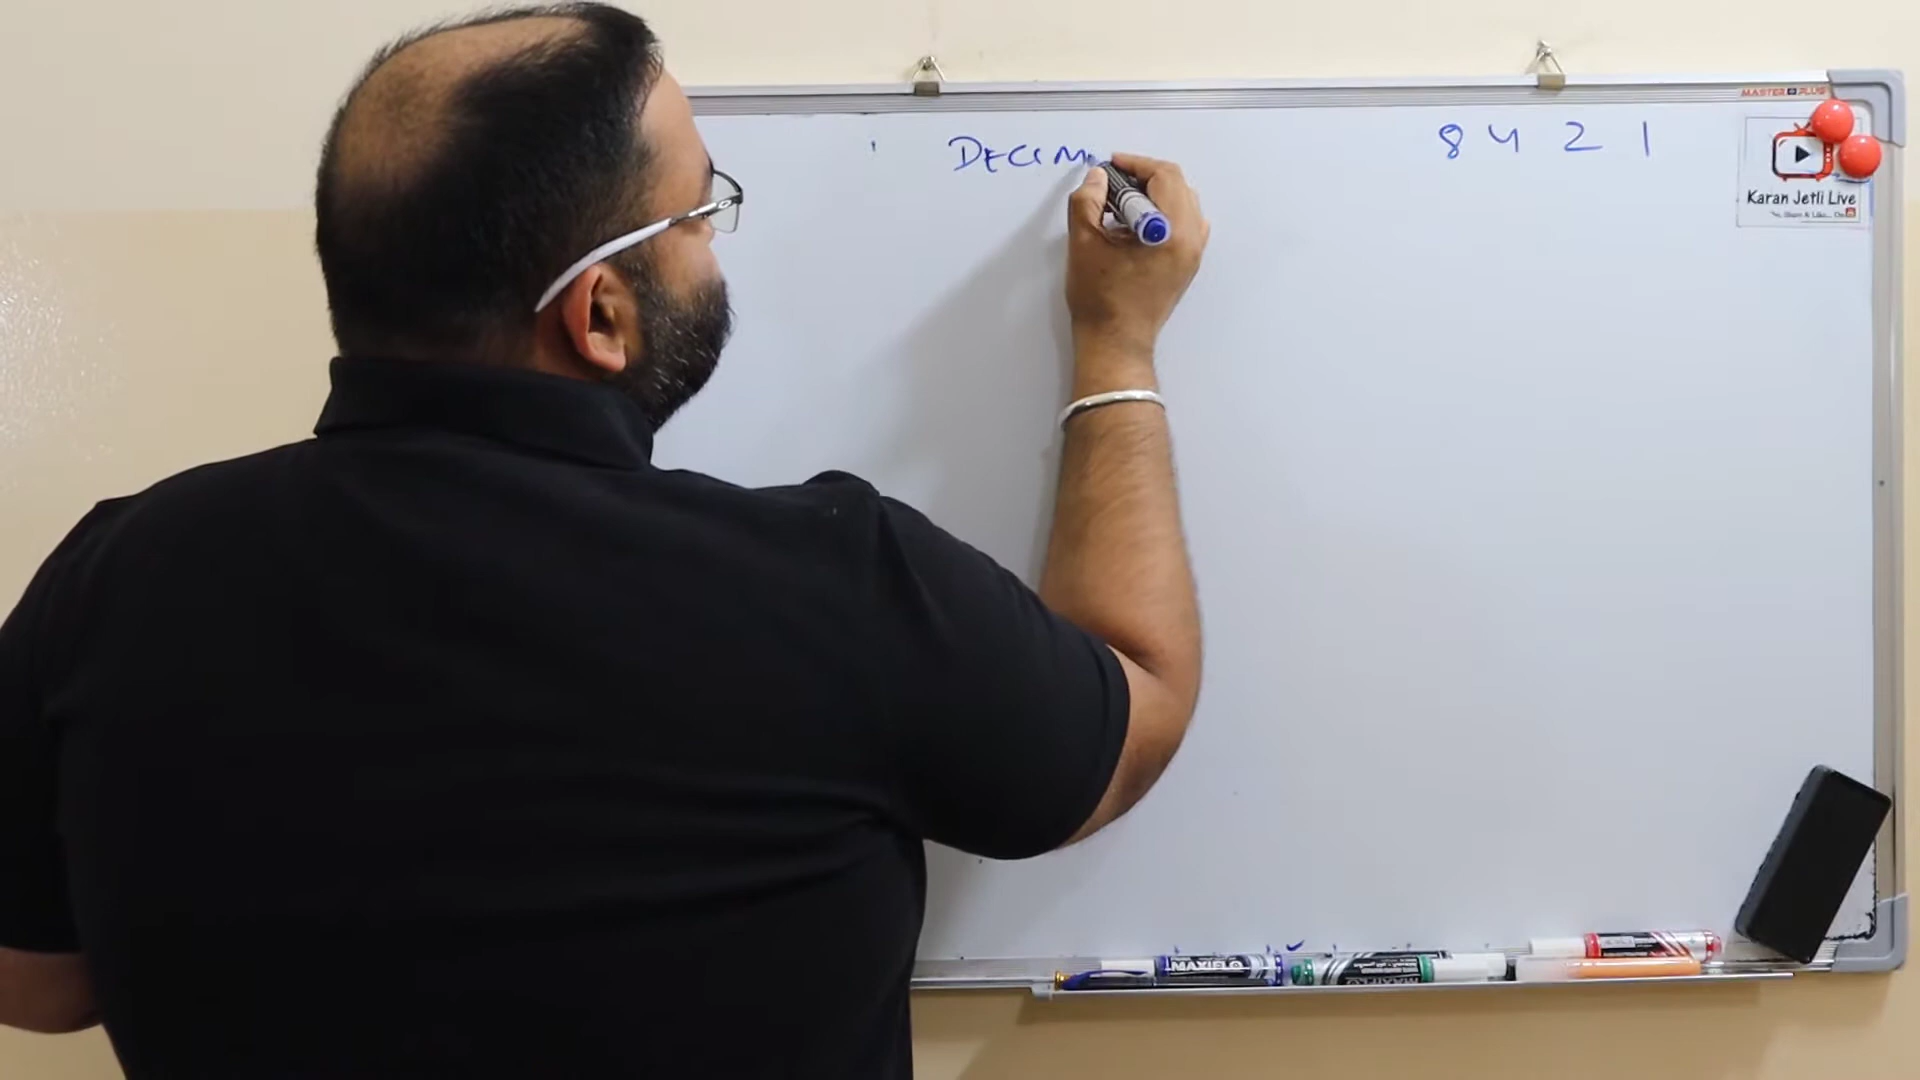 MASTER PLUS
DECIM
8 4 2 1
Karan Jetli Live
MAXIFLO